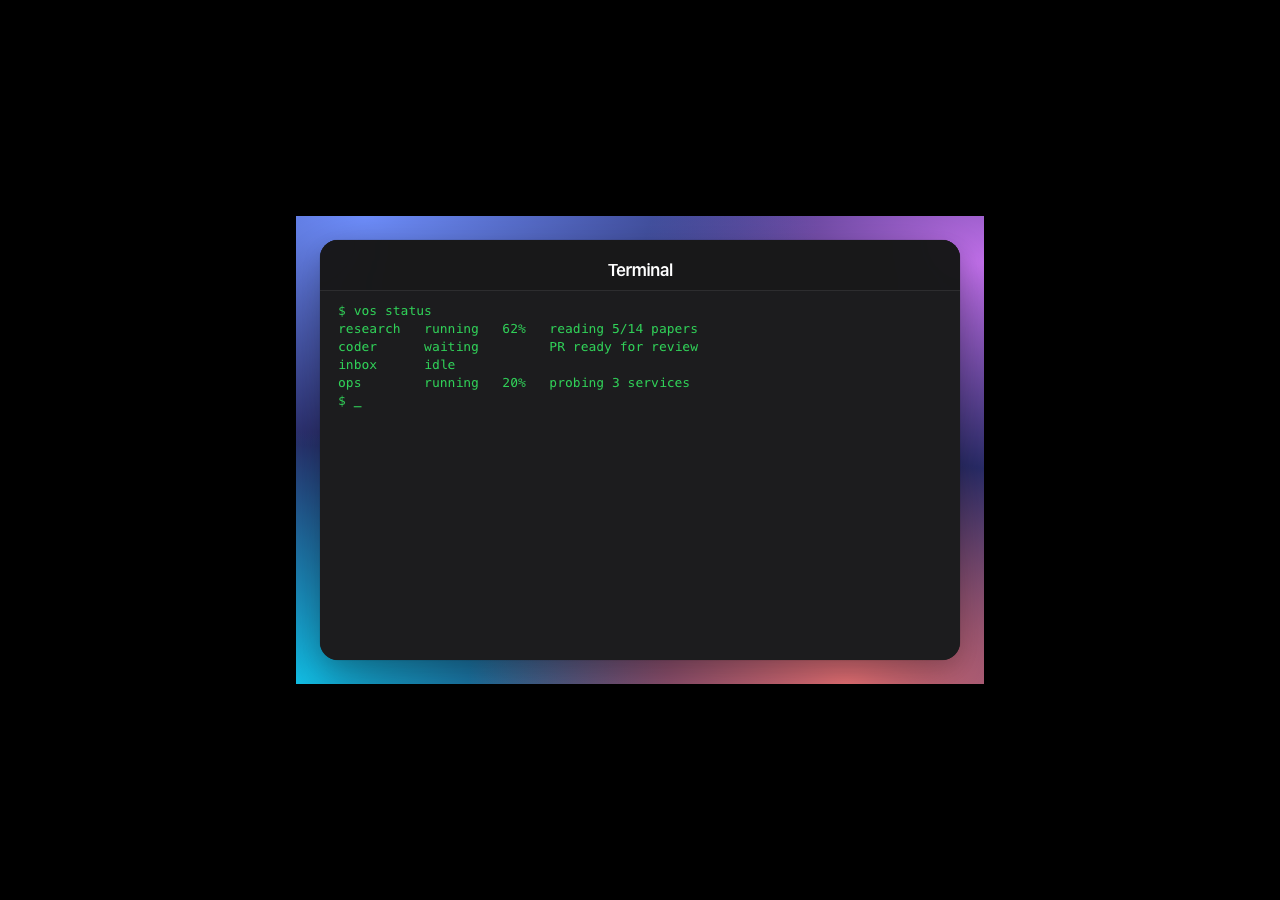 Terminal
$ vos status
research   running   62%   reading 5/14 papers
coder      waiting         PR ready for review
inbox      idle
ops        running   20%   probing 3 services
$ _